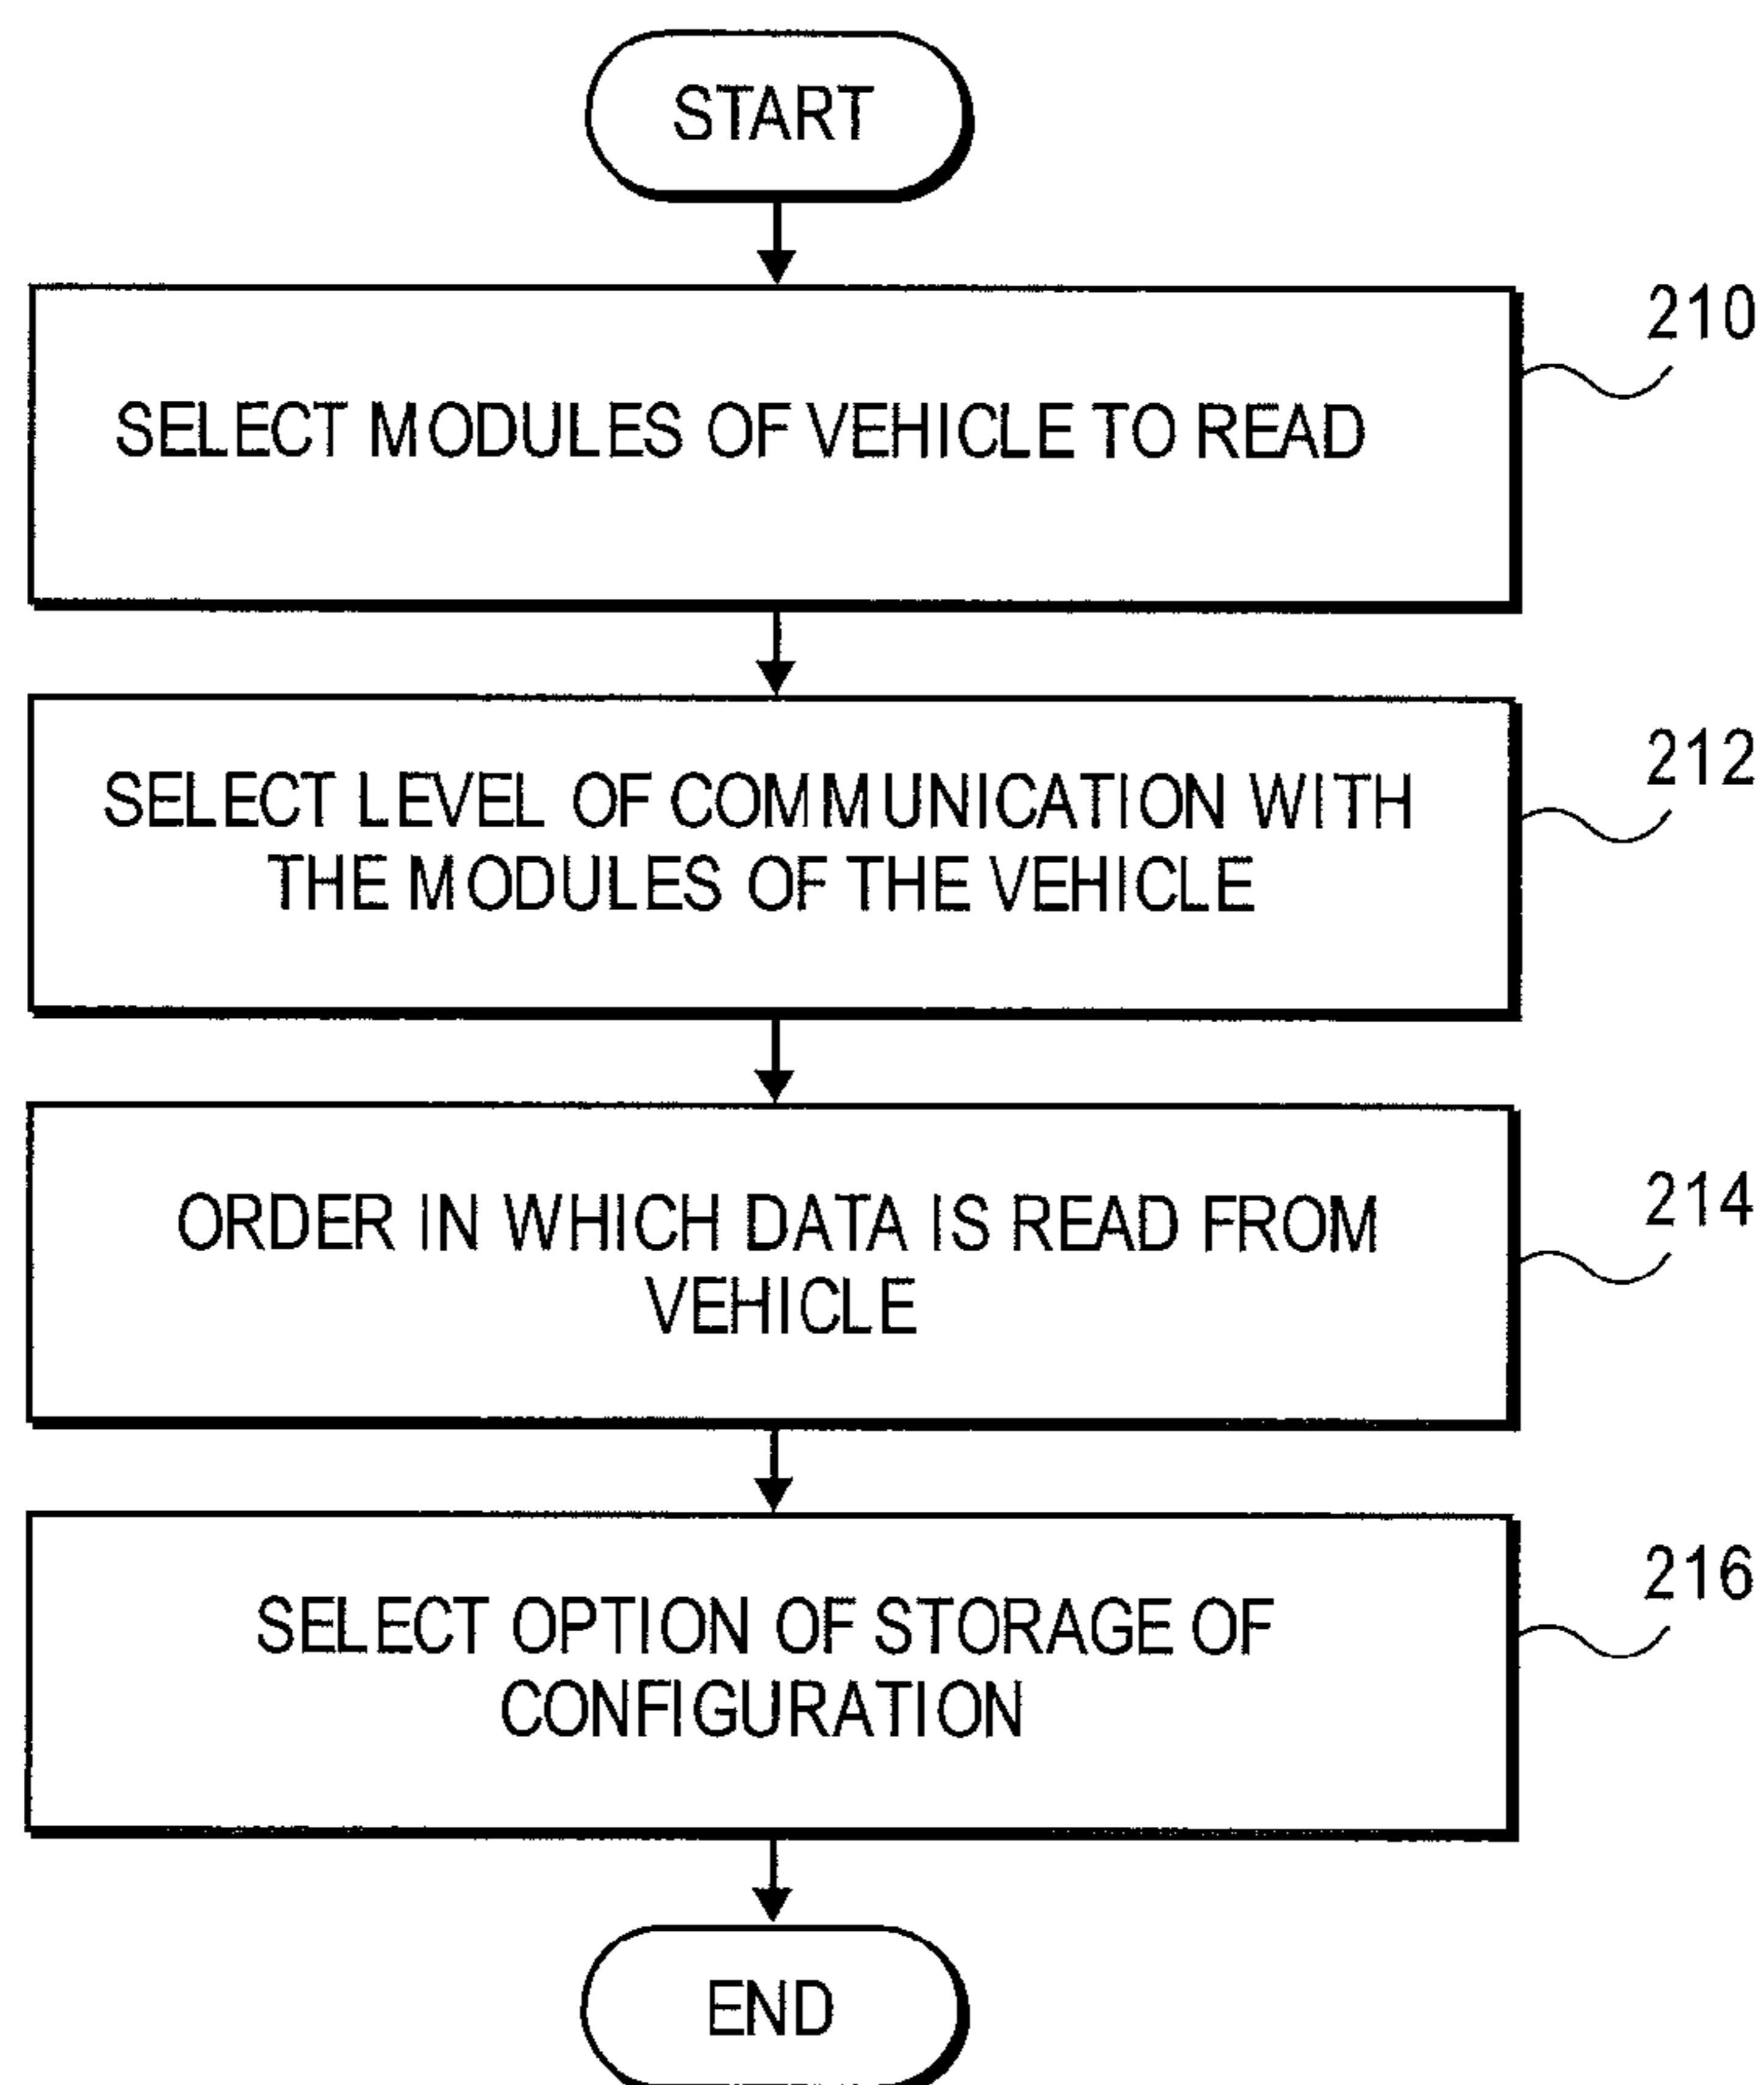 START
210
SELECT MODULES OF VEHICLE TO READ
212
SELECT LEVEL OF COMMUNICATION WITH
THE MODULES OF THE VEHICLE
214
ORDER IN WHICH DATA IS READ FROM
VEHICLE
216
SELECT OPTION OF STORAGE OF
CONFIGURATION
END